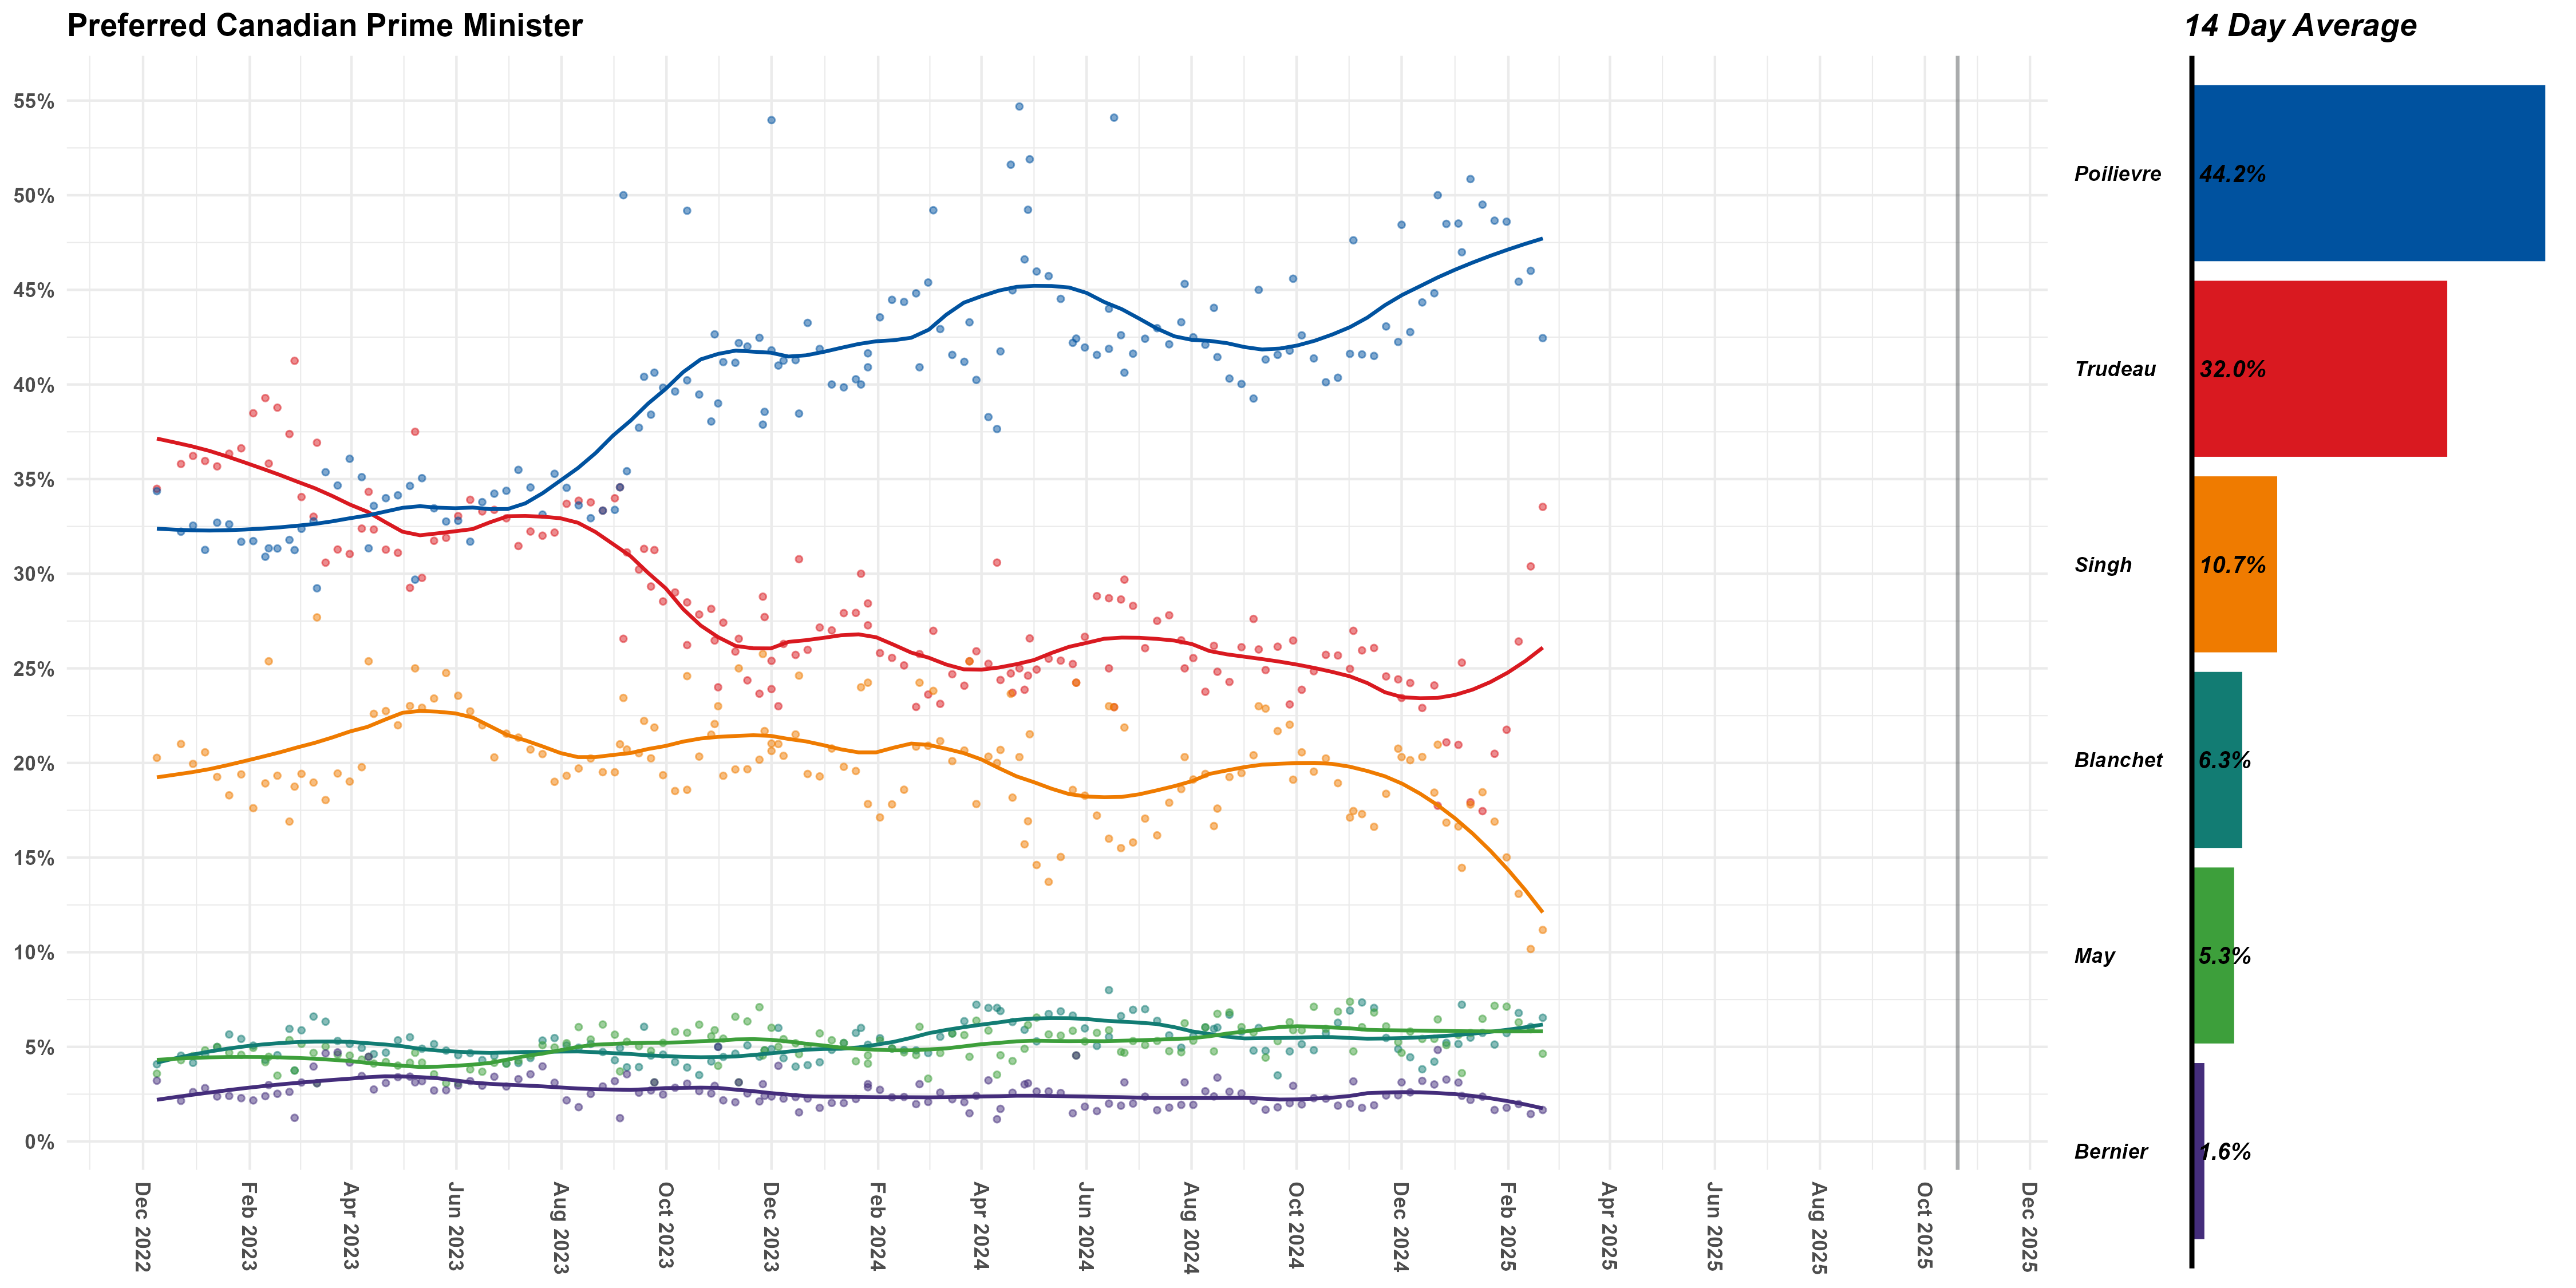 Preferred Canadian Prime Minister
14 Day Average
55%
50%
45%
40%
35%
30%
25%
20%
15%
10%
5%
0%
Dec 2022
Feb 2023
Apr 2023
Jun 2023
Aug 2023
Oct 2023
Dec 2023
Feb 2024
Apr 2024
Jun 2024
Aug 2024
Oct 2024
Dec 2024
Feb 2025
Apr 2025
Jun 2025
Aug 2025
Oct 2025
Dec 2025
Poilievre 44.2%
Trudeau 32.0%
Singh 10.7%
Blanchet 6.3%
May 5.3%
Bernier 1.6%